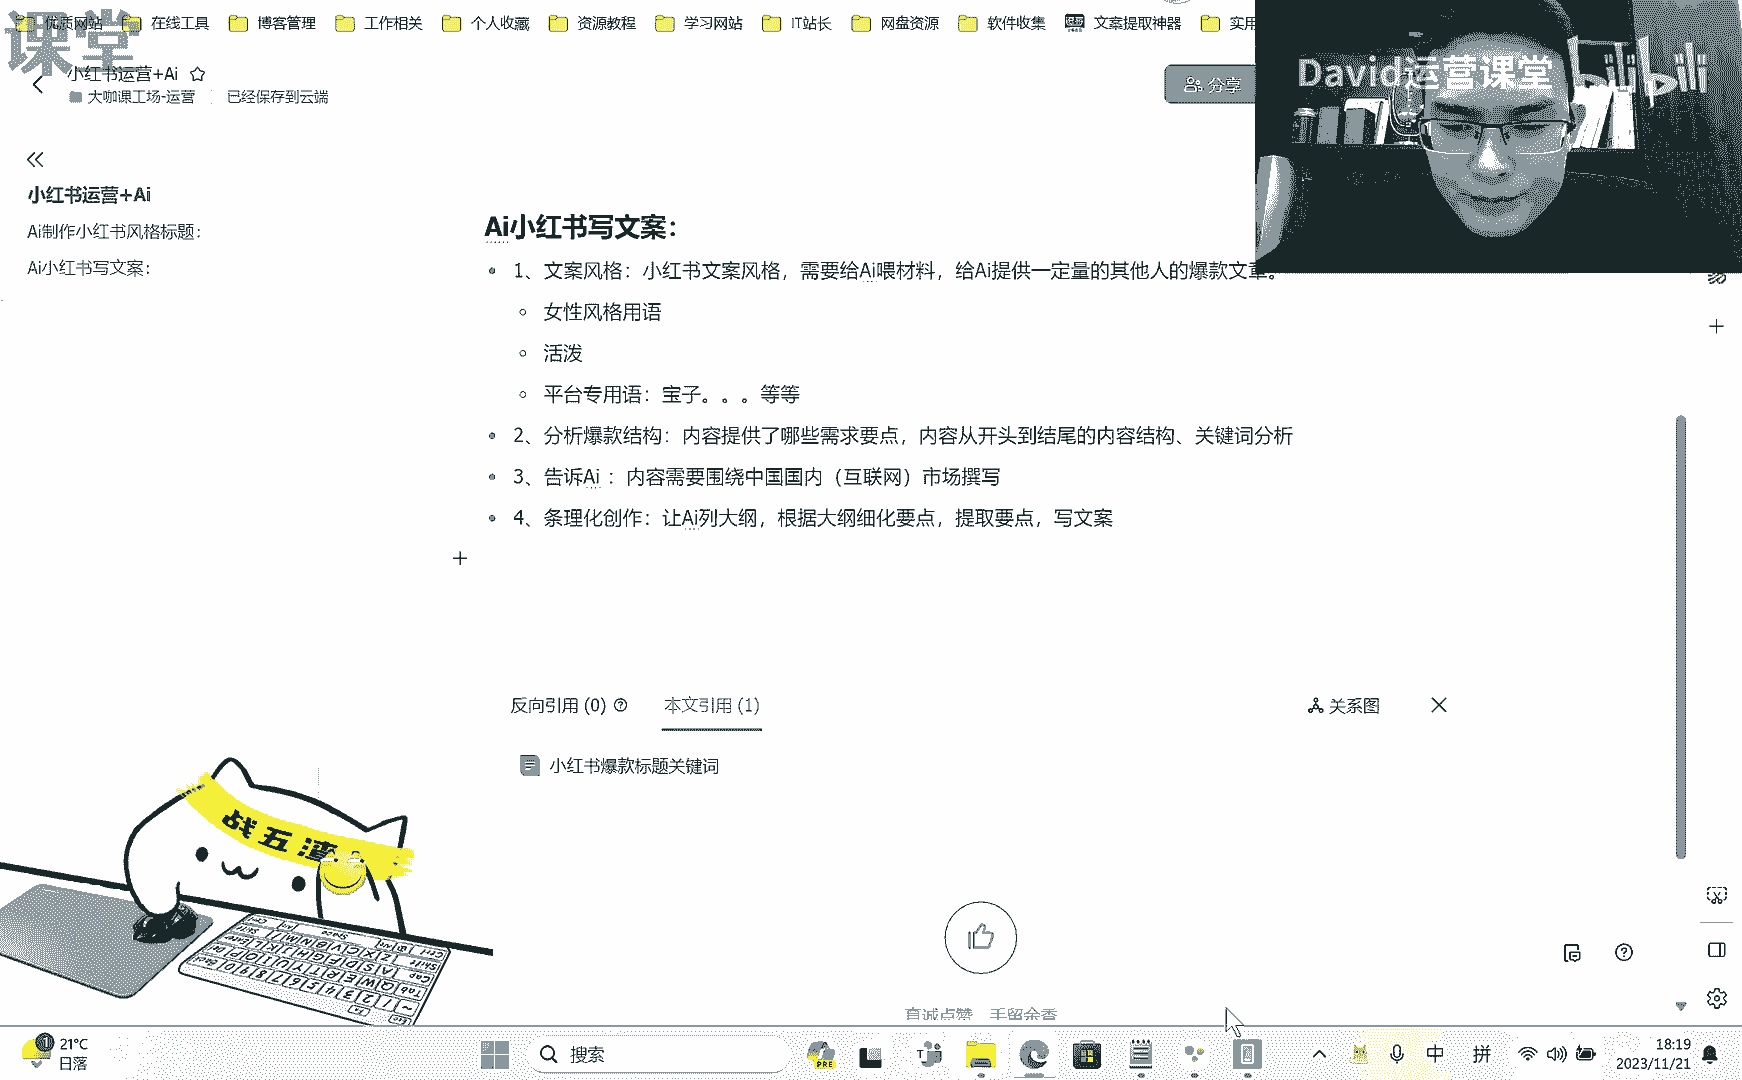 优质网站 在线工具 博客管理 工作相关 个人收藏 资源教程 学习网站 IT站长 网盘资源 软件收集 文案提取神器 实用
课堂
小红书运营+Ai
大咖课工场-运营 已经保存到云端
分享
David运营课堂 bilibili
小红书运营+Ai
Ai制作小红书风格标题：
Ai小红书写文案：
Ai小红书写文案：
1、文案风格：小红书文案风格，需要给Ai喂材料，给Ai提供一定量的其他人的爆款文章。
女性风格用语
活泼
平台专用语：宝子。。。等等
2、分析爆款结构：内容提供了哪些需求要点，内容从开头到结尾的内容结构、关键词分析
3、告诉Ai ：内容需要围绕中国国内（互联网）市场撰写
4、条理化创作：让Ai列大纲，根据大纲细化要点，提取要点，写文案
反向引用 (0) 本文引用 (1) 关系图
小红书爆款标题关键词
战五渣
真诚点赞 手留余香
21°C
日落
搜索
PRE
中 拼
18:19
2023/11/21